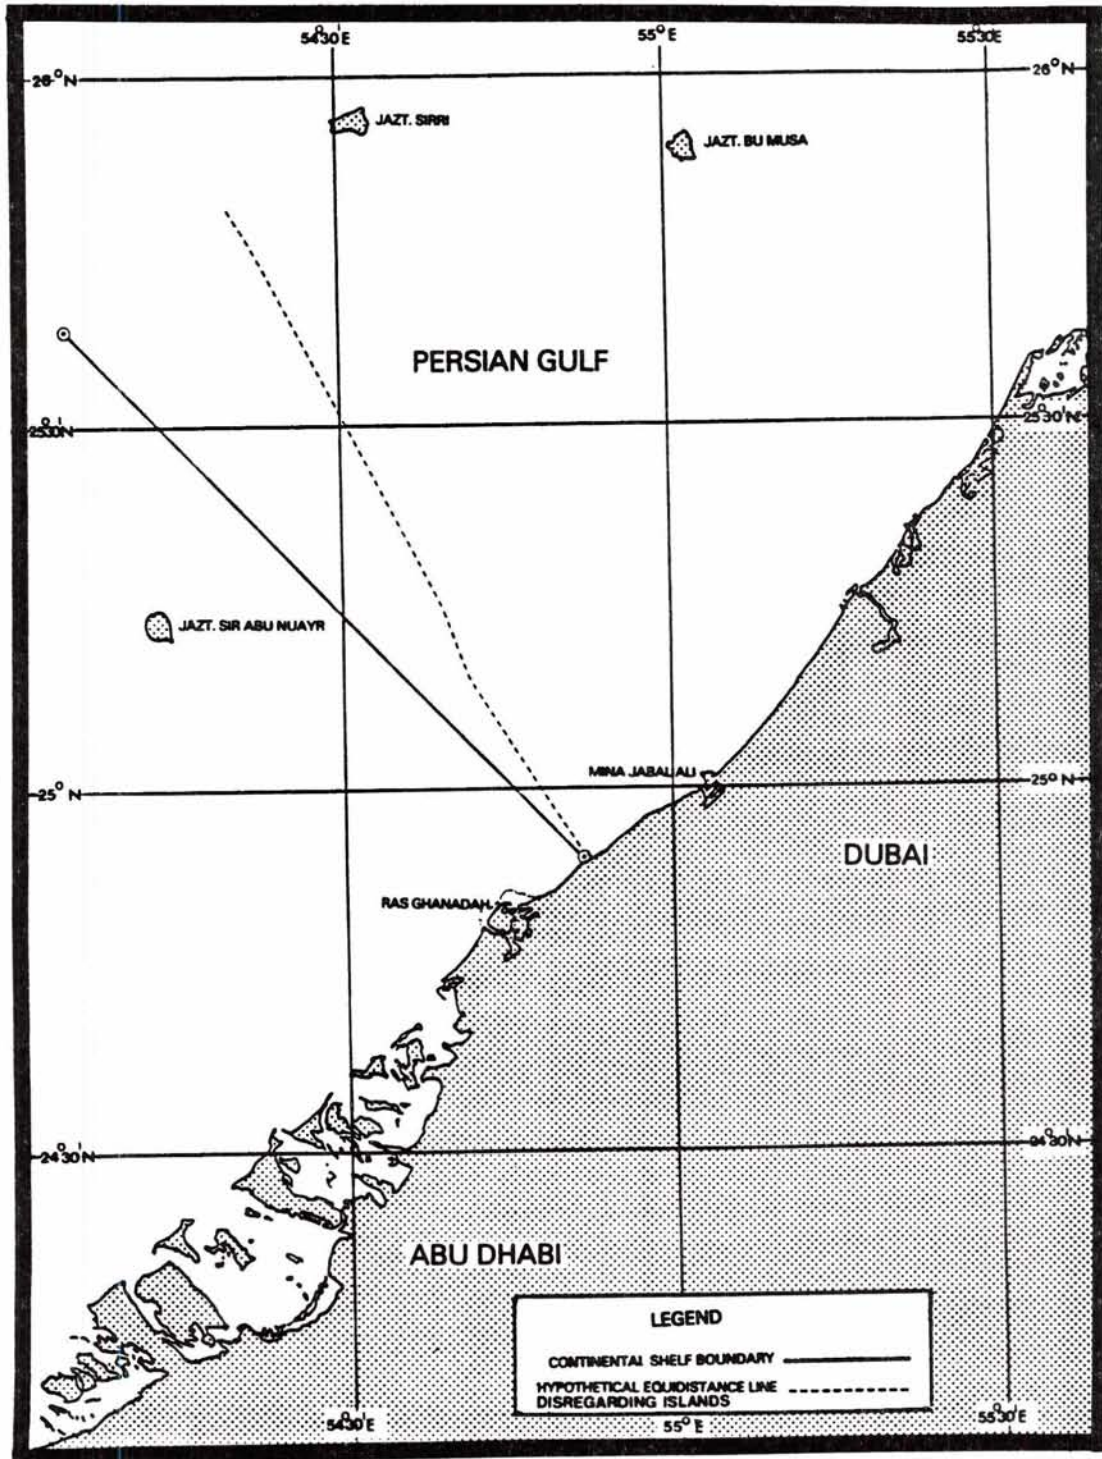 54°30'E 55°E 55°30'E
26°N 26°N
JAZT. SIRRI
JAZT. BU MUSA
PERSIAN GULF
25°30'N 25°30'N
JAZT. SIR ABU NUAYR
MINA JABAL ALI
25° N 25° N
DUBAI
RAS GHANADAH
24°30'N 24°30'N
ABU DHABI
LEGEND
CONTINENTAL SHELF BOUNDARY
HYPOTHETICAL EQUIDISTANCE LINE
DISREGARDING ISLANDS
54°30'E 55°E 55°30'E